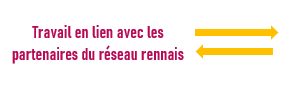 Travail en lien avec les
partenaires du réseau rennais